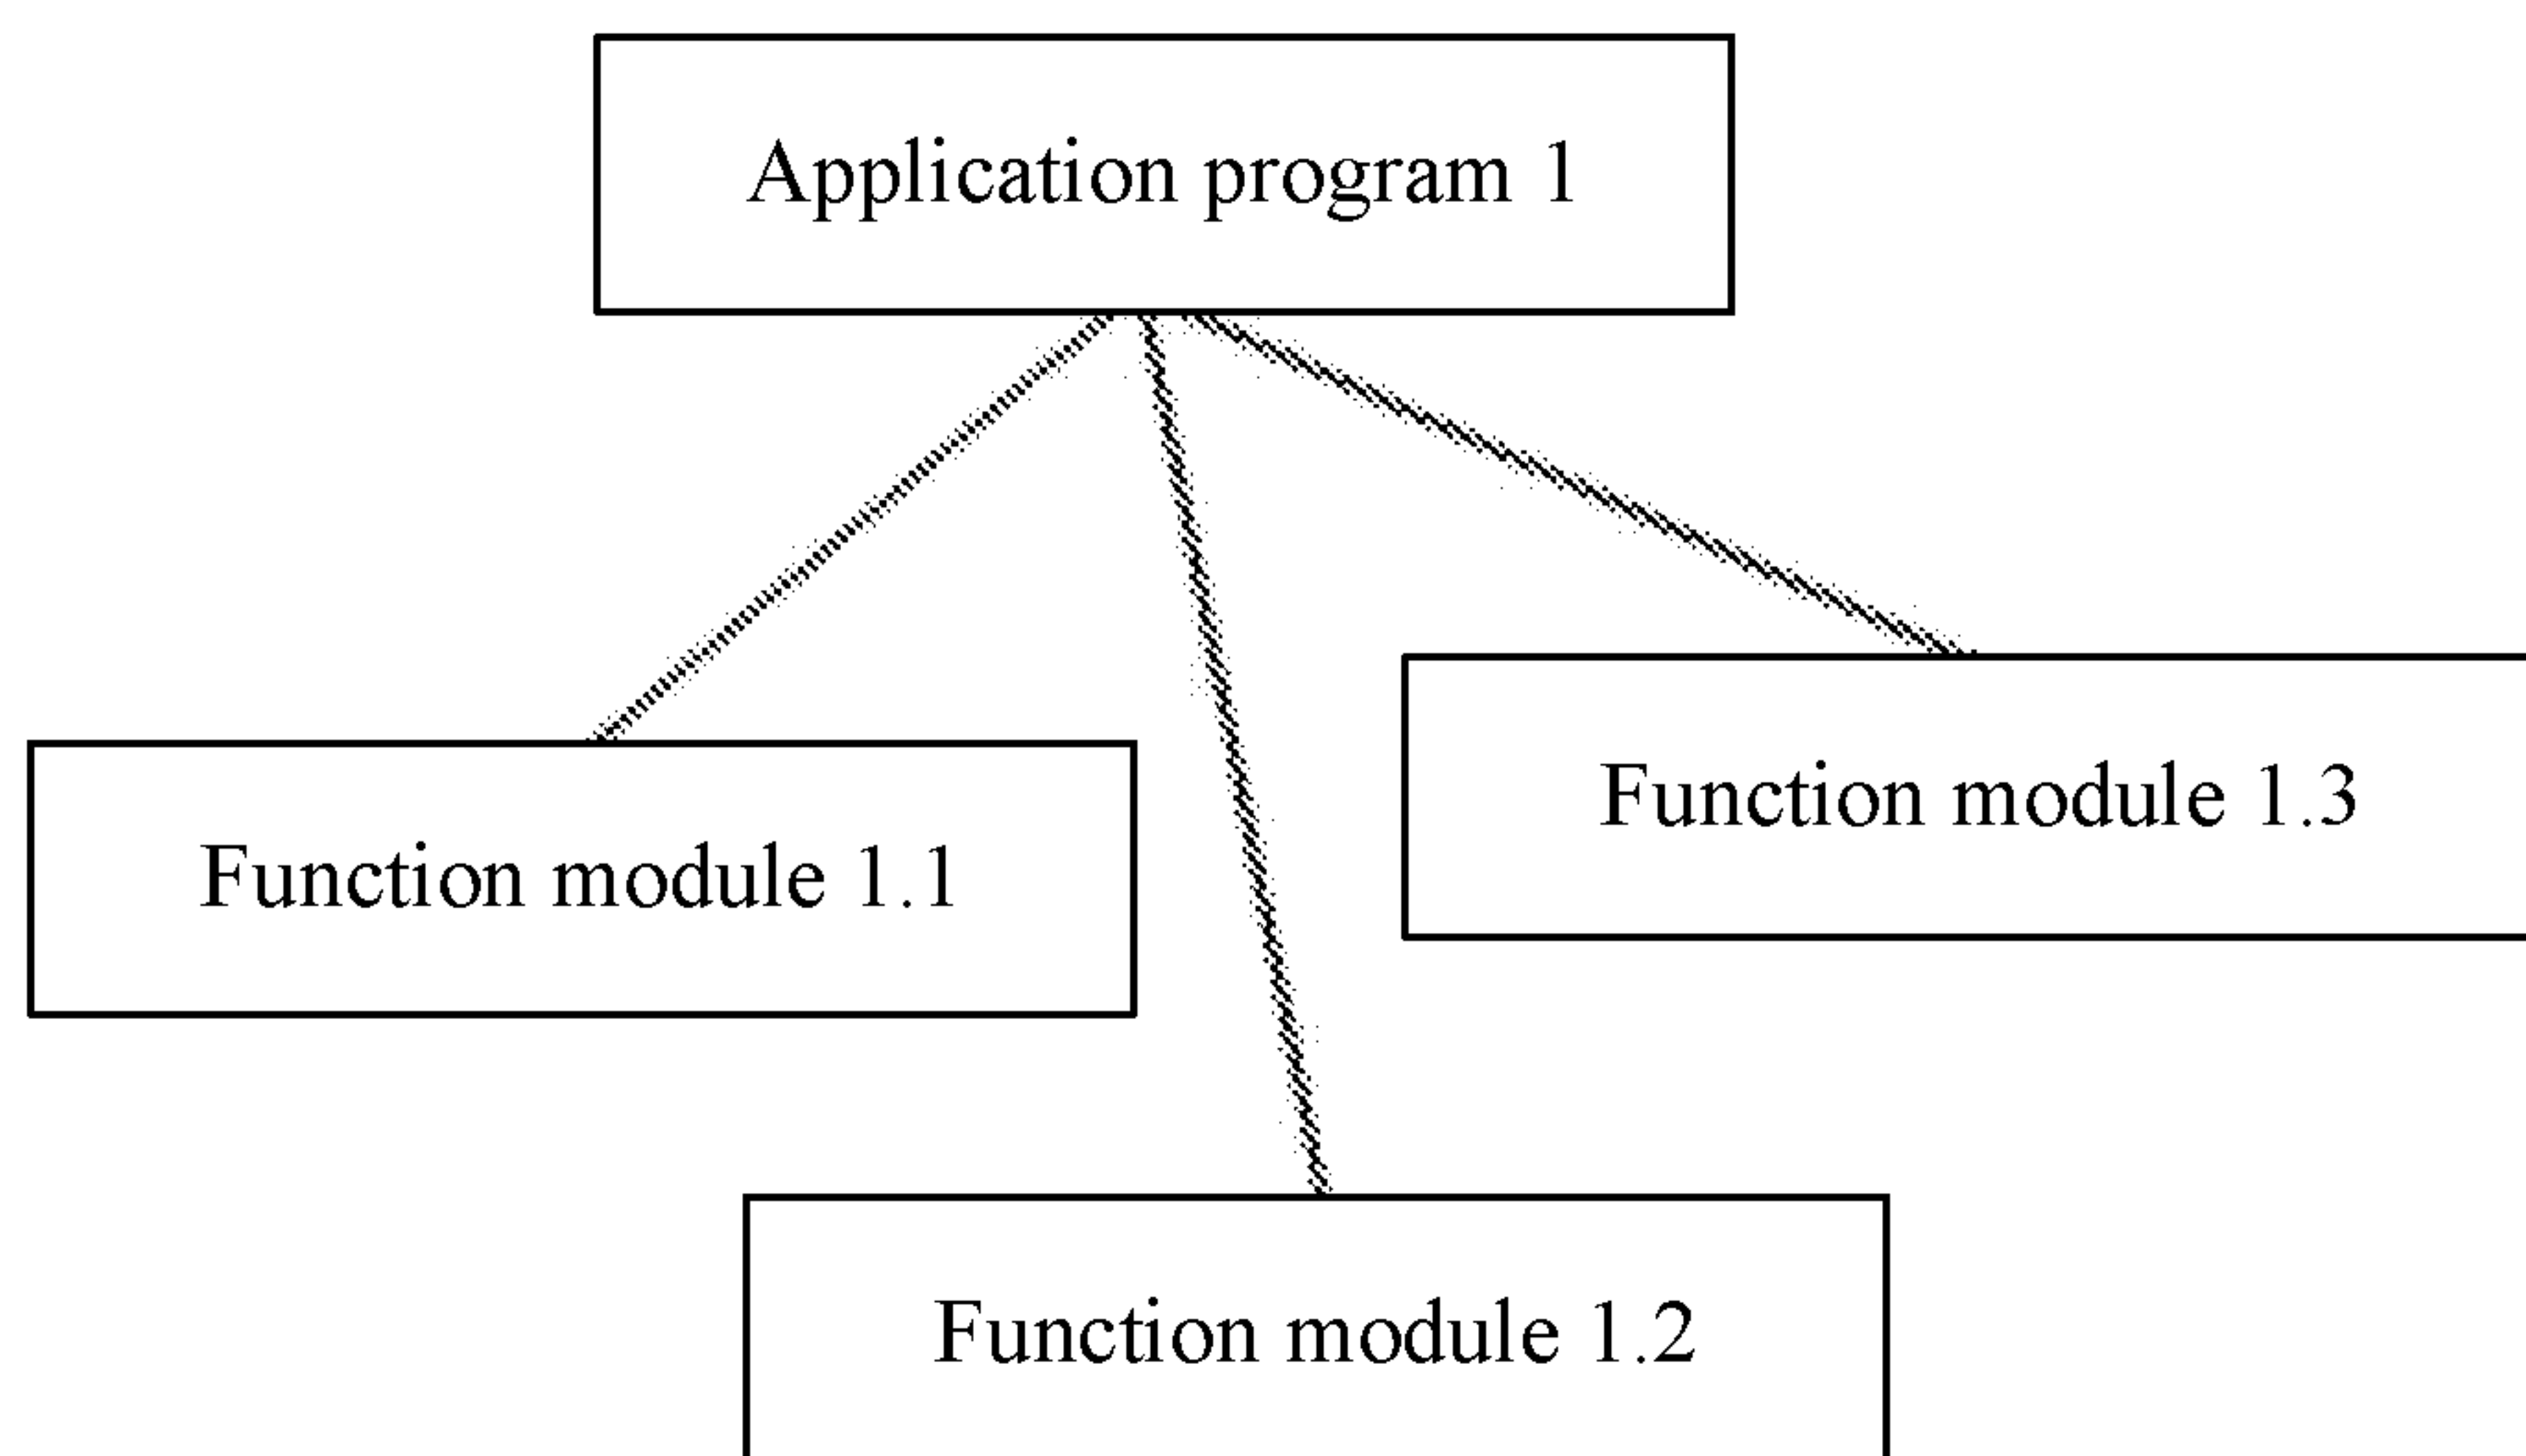 Application program 1
Function module 1.1
Function module 1.3
Function module 1.2